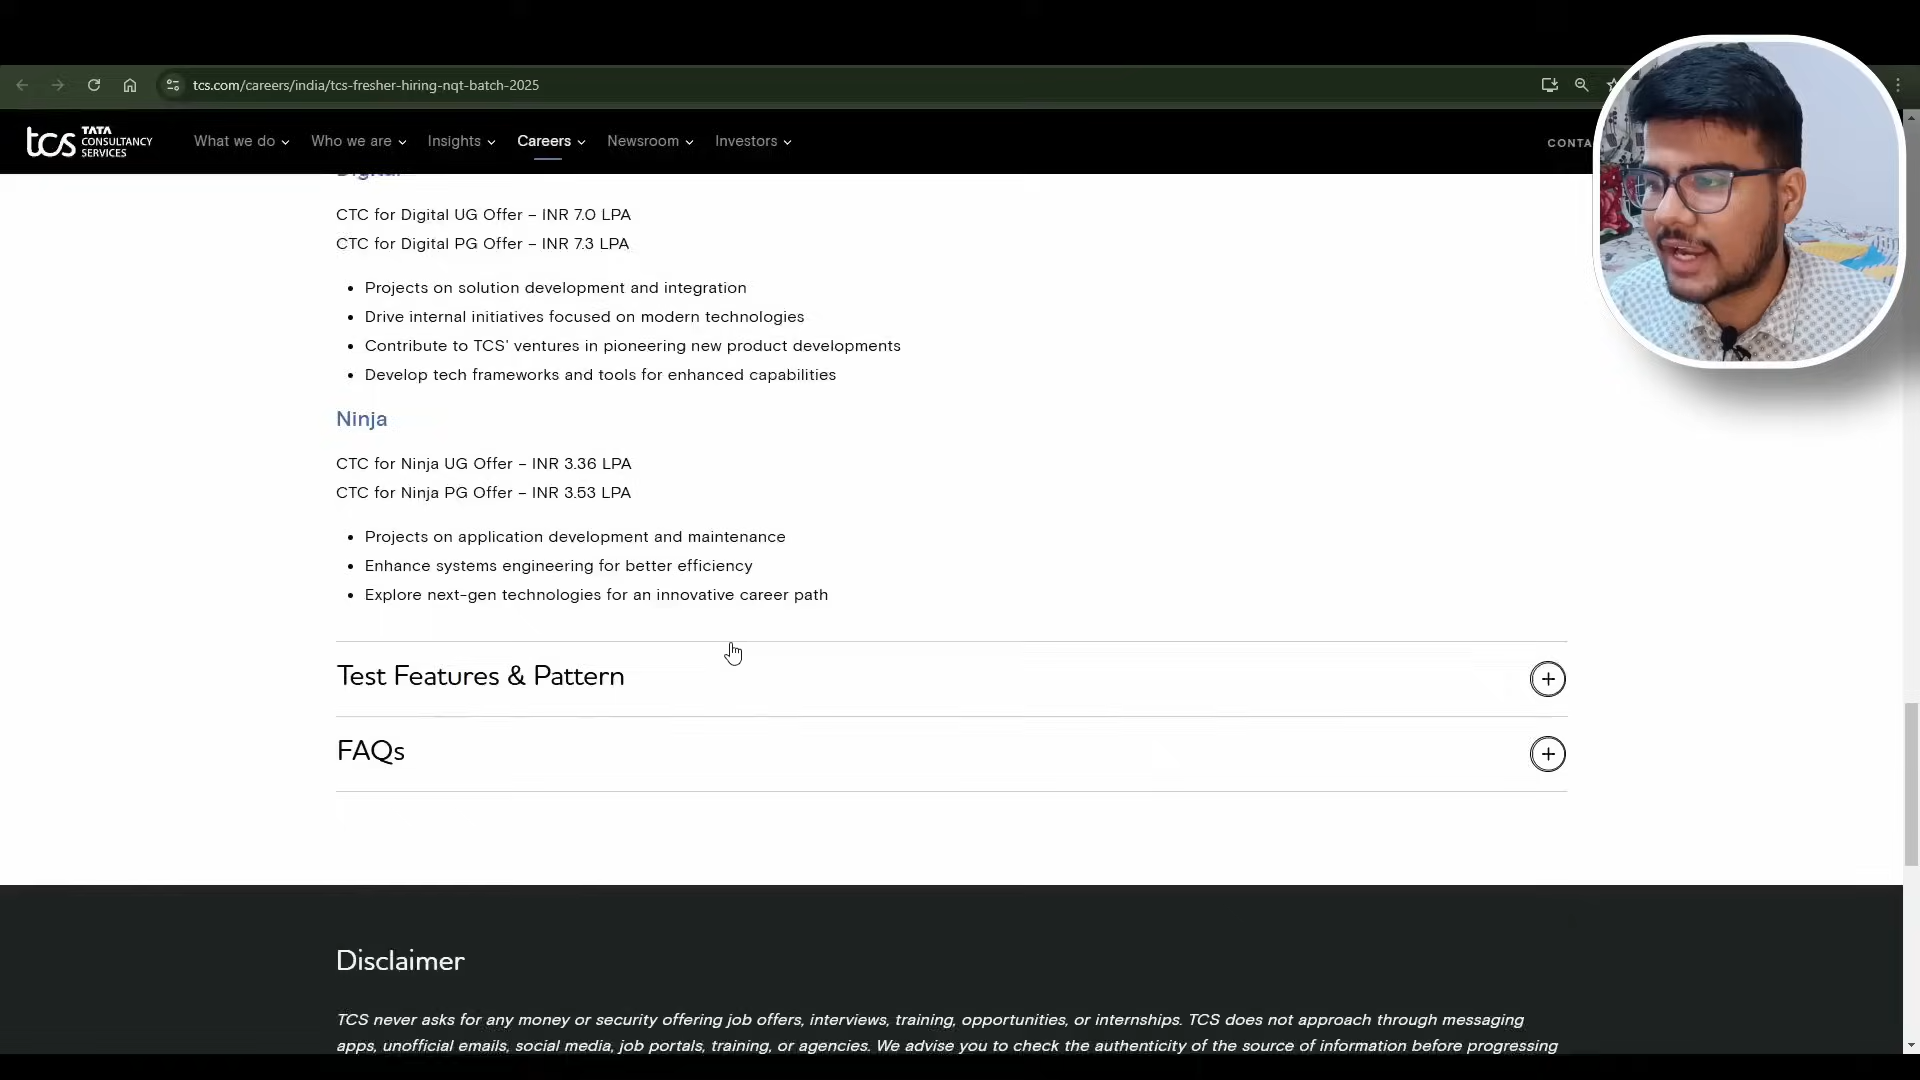 tcs.com/careers/india/tcs-fresher-hiring-nqt-batch-2025
tcs TATA CONSULTANCY SERVICES
What we do
Who we are
Insights
Careers
Newsroom
Investors
CONTA
Digital
CTC for Digital UG Offer – INR 7.0 LPA
CTC for Digital PG Offer – INR 7.3 LPA
• Projects on solution development and integration
• Drive internal initiatives focused on modern technologies
• Contribute to TCS' ventures in pioneering new product developments
• Develop tech frameworks and tools for enhanced capabilities
Ninja
CTC for Ninja UG Offer – INR 3.36 LPA
CTC for Ninja PG Offer – INR 3.53 LPA
• Projects on application development and maintenance
• Enhance systems engineering for better efficiency
• Explore next-gen technologies for an innovative career path
Test Features & Pattern
FAQs
Disclaimer
TCS never asks for any money or security offering job offers, interviews, training, opportunities, or internships. TCS does not approach through messaging
apps, unofficial emails, social media, job portals, training, or agencies. We advise you to check the authenticity of the source of information before progressing